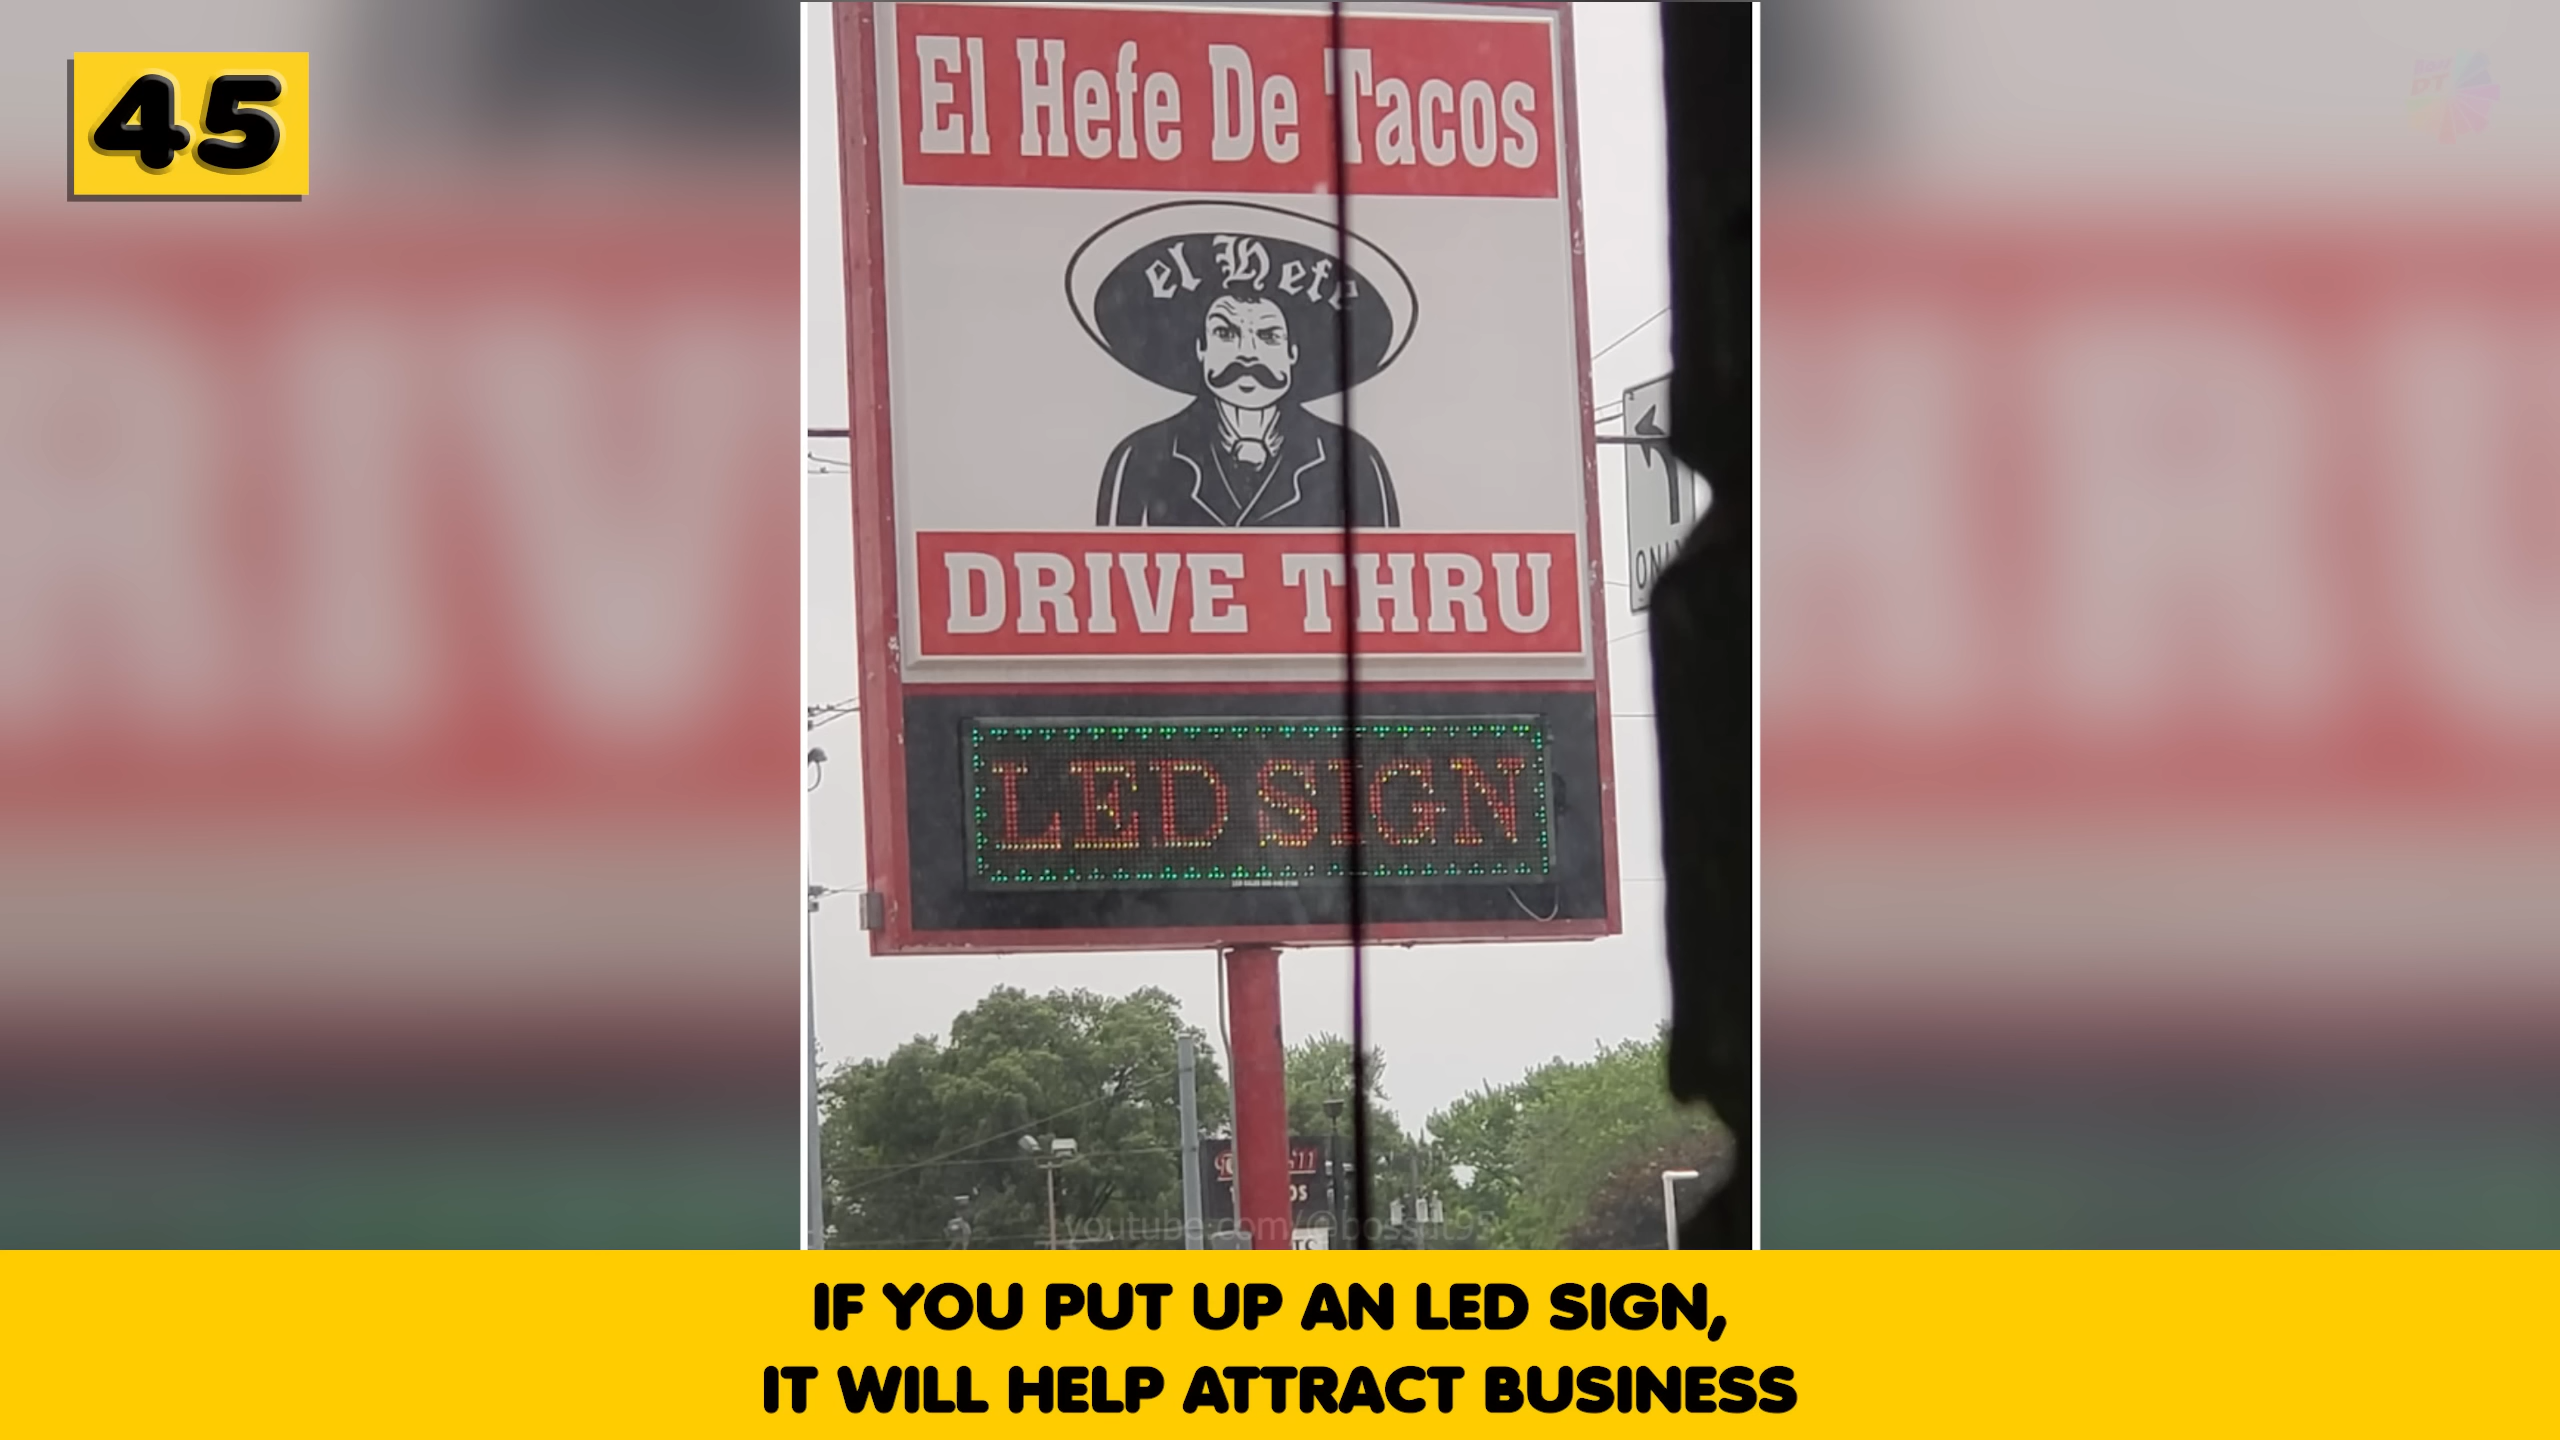 45
El Hefe De Tacos
el Hefe
DRIVE THRU
LED SIGN
IF YOU PUT UP AN LED SIGN,
IT WILL HELP ATTRACT BUSINESS